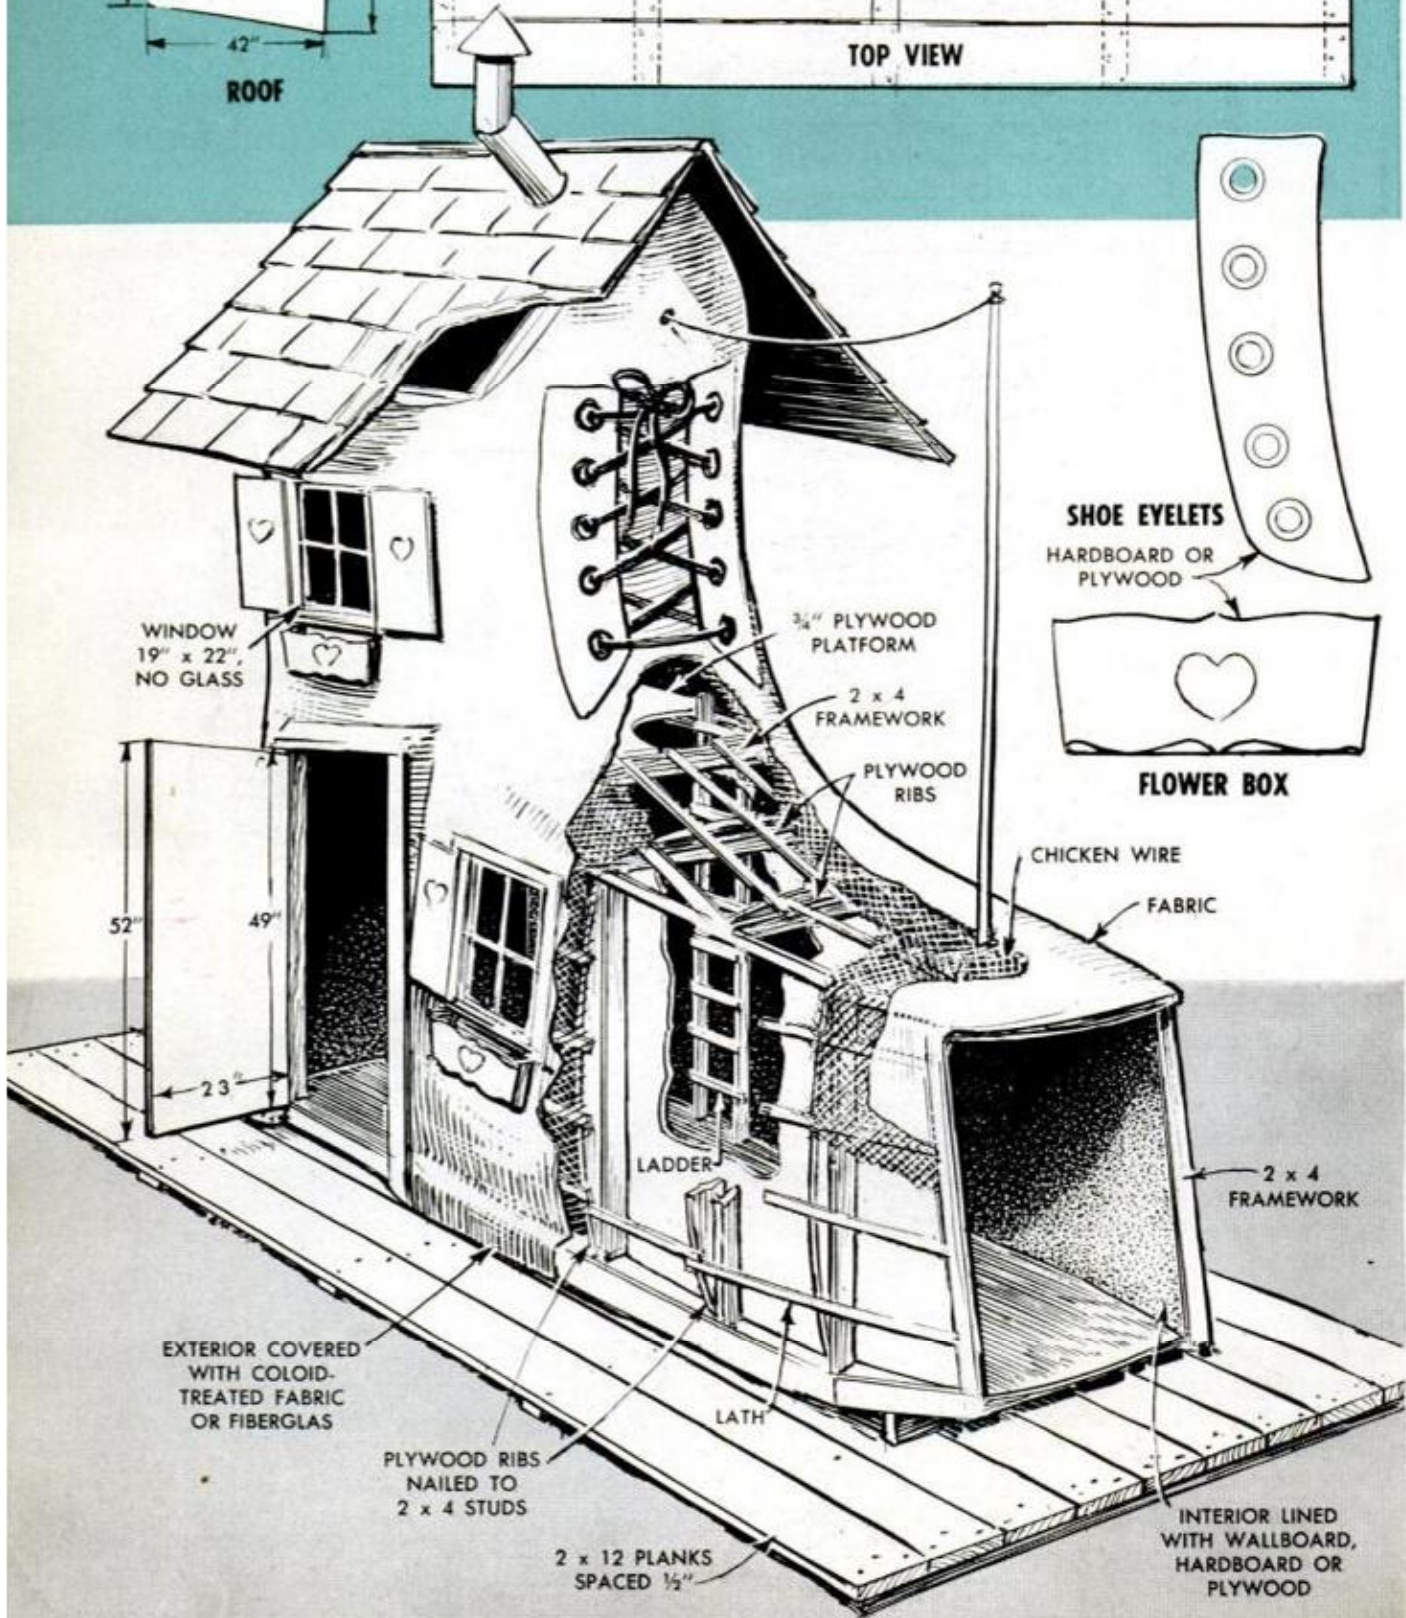 42"
ROOF
TOP VIEW
SHOE EYELETS
HARDBOARD OR
PLYWOOD
FLOWER BOX
WINDOW
19" x 22",
NO GLASS
¾" PLYWOOD
PLATFORM
2 x 4
FRAMEWORK
PLYWOOD
RIBS
CHICKEN WIRE
FABRIC
52"
49"
23"
LADDER
2 x 4
FRAMEWORK
EXTERIOR COVERED
WITH COLOID-
TREATED FABRIC
OR FIBERGLAS
PLYWOOD RIBS
NAILED TO
2 x 4 STUDS
LATH
2 x 12 PLANKS
SPACED ½"
INTERIOR LINED
WITH WALLBOARD,
HARDBOARD OR
PLYWOOD